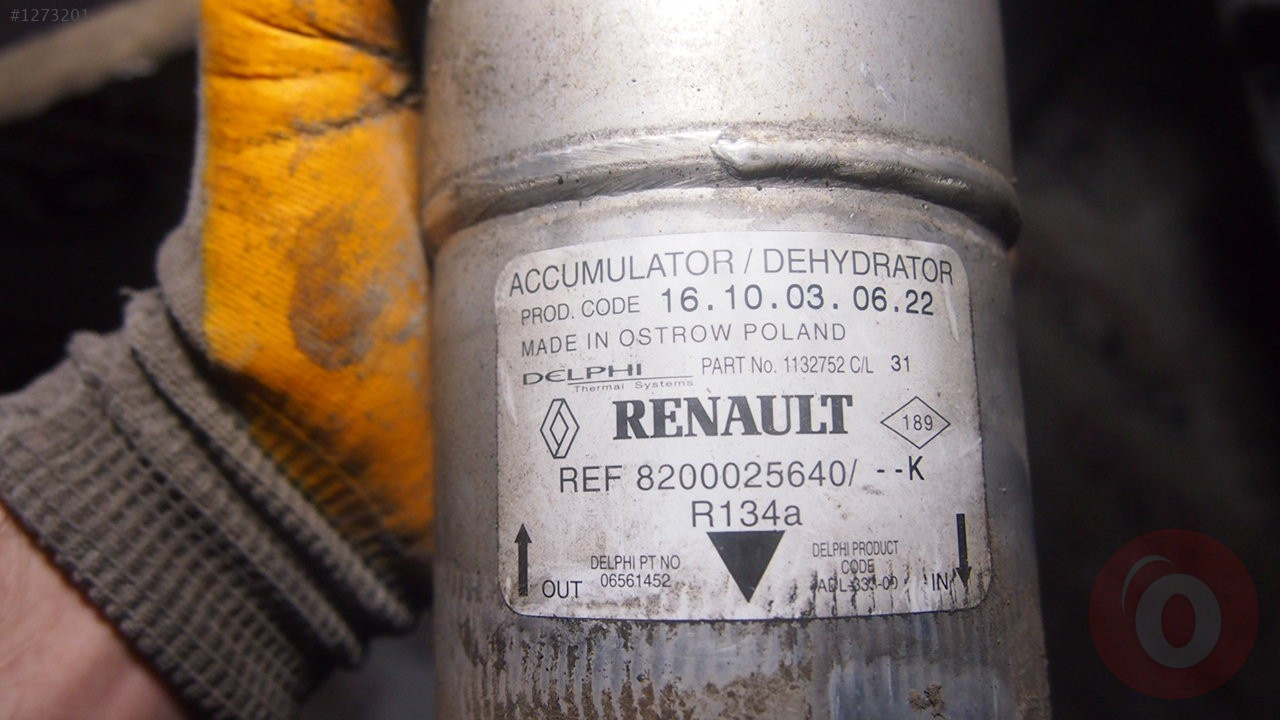 #1273201
ACCUMULATOR / DEHYDRATOR
PROD. CODE 16.10.03. 06.22
MADE IN OSTROW POLAND
DELPHI PART No. 1132752 C/L 31
Thermal Systems
RENAULT 189
REF 8200025640/ --K
R134a
DELPHI PT NO
06561452
DELPHI PRODUCT
CODE
OUT
IN